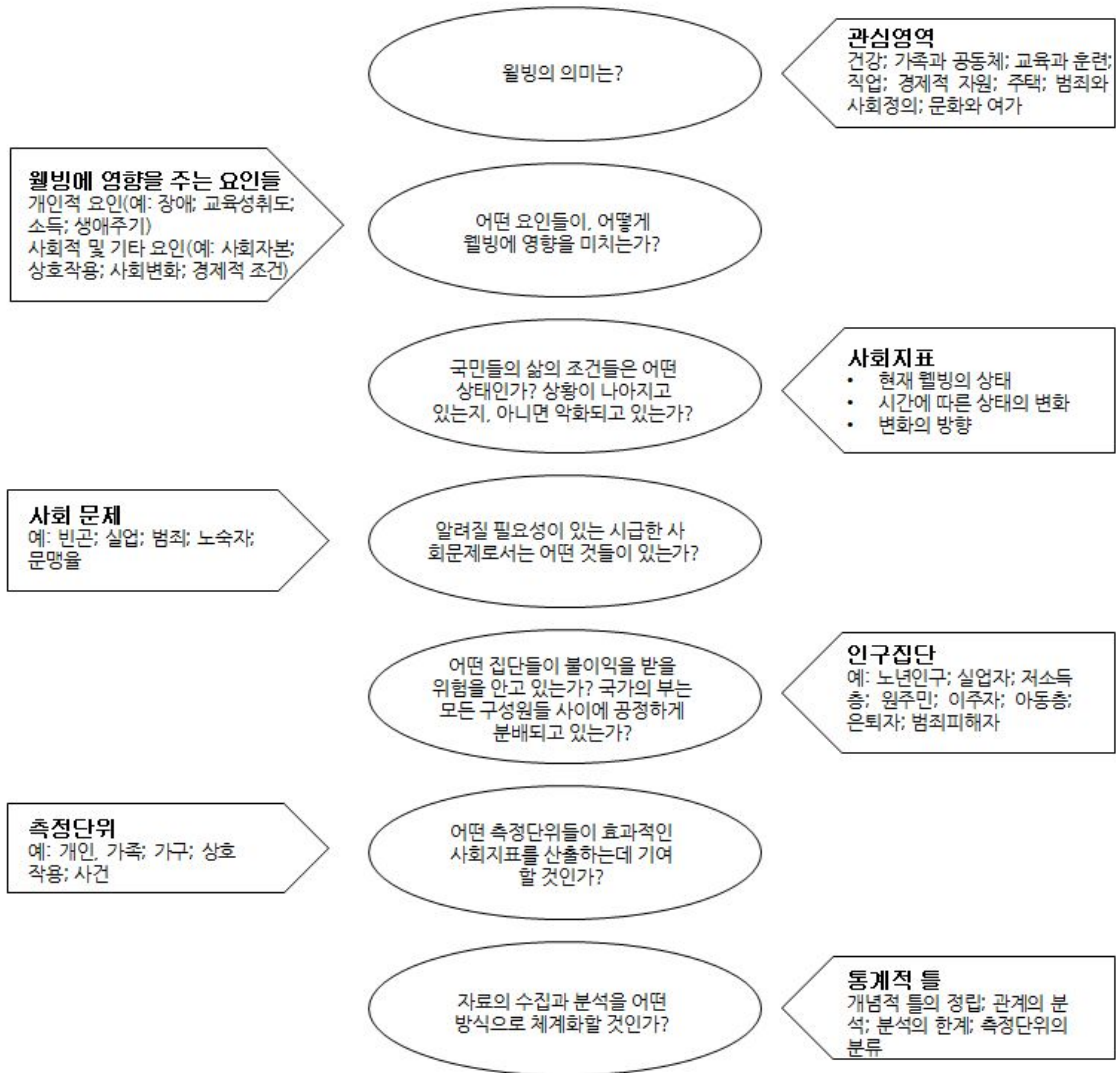 윌빙의 의미는?
관심영역
건강; 가족과 공동체; 교육과 훈련;
직업; 경제적 자원; 주택; 범죄와
사회정의; 문화와 여가
웰빙에 영향을 주는 요인들
개인적 요인(예: 장애; 교육성취도;
소득; 생애주기)
사회적 및 기타 요인(예: 사회자본;
상호작용; 사회변화; 경제적 조건)
어떤 요인들이, 어떻게
웰빙에 영향을 미치는가?
국민들의 삶의 조건들은 어떤
상태인가? 상황이 나아지고
있는지, 아니면 악화되고 있는가?
사회지표
• 현재 웰빙의 상태
• 시간에 따른 상태의 변화
• 변화의 방향
사회 문제
예: 빈곤; 실업; 범죄; 노숙자;
문맹율
알려질 필요성이 있는 시급한 사
회문제로서는 어떤 것들이 있는가?
어떤 집단들이 불이익을 받을
위험을 안고 있는가? 국가의 부는
모든 구성원들 사이에 공정하게
분배되고 있는가?
인구집단
예: 노년인구; 실업자; 저소득
층; 원주민; 이주자; 아동층;
은퇴자; 범죄피해자
측정단위
예: 개인, 가족; 가구; 상호
작용; 사건
어떤 측정단위들이 효과적인
사회지표를 산출하는데 기여
할 것인가?
자료의 수집과 분석을 어떤
방식으로 체계화할 것인가?
통계적 틀
개념적 틀의 정립; 관계의 분
석; 분석의 한계; 측정단위의
분류